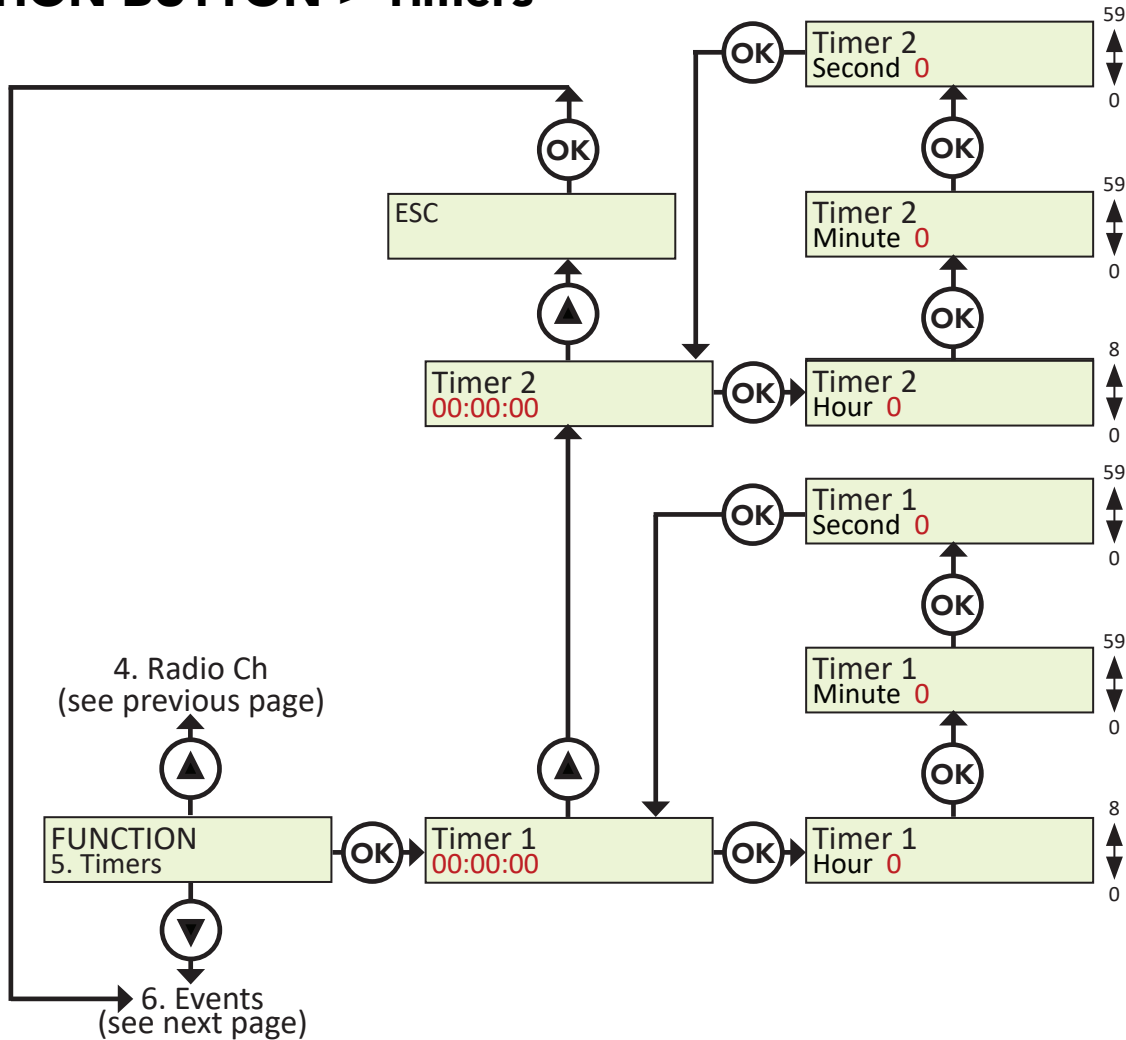 BUTTON > Timers
59
OK
Timer 2
Second 0
0
OK
OK
59
ESC
Timer 2
Minute 0
0
OK
8
Timer 2
00:00:00
OK
Timer 2
Hour 0
0
59
OK
Timer 1
Second 0
0
OK
59
4. Radio Ch
(see previous page)
Timer 1
Minute 0
0
OK
8
FUNCTION
5. Timers
OK
Timer 1
00:00:00
OK
Timer 1
Hour 0
0
6. Events
(see next page)